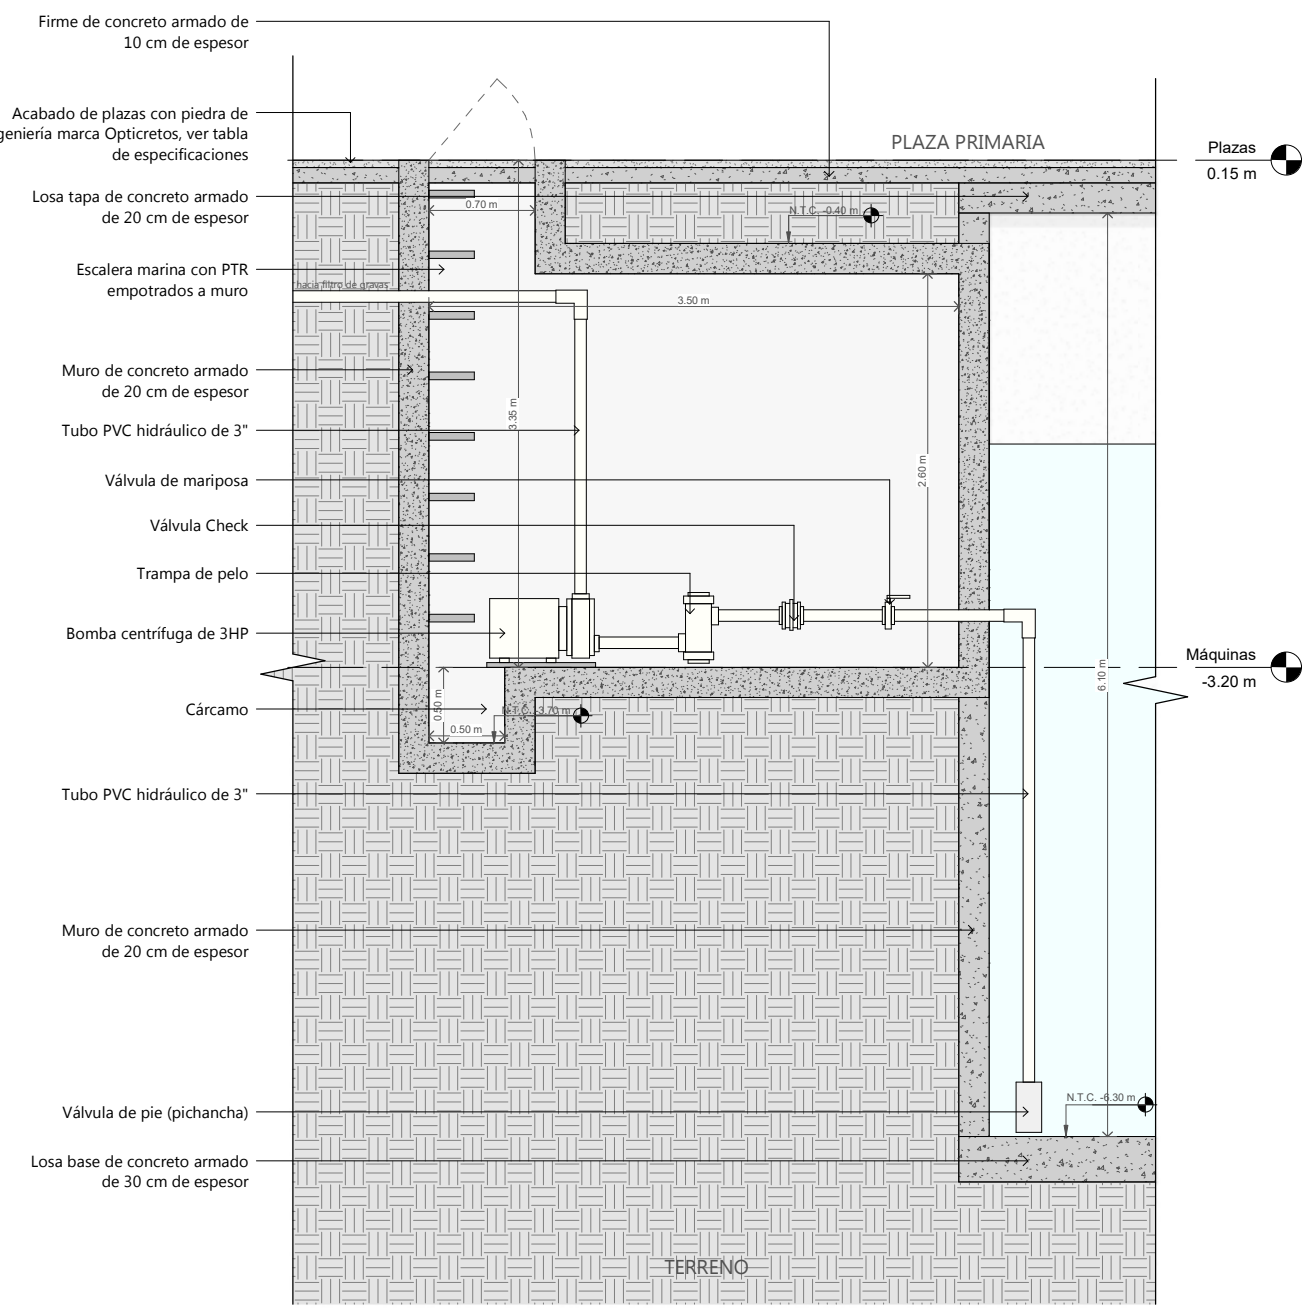 Firme de concreto armado de
10 cm de espesor
Acabado de plazas con piedra de
geniería marca Opticretos, ver tabla
de especificaciones
PLAZA PRIMARIA
Plazas
0.15 m
Losa tapa de concreto armado
de 20 cm de espesor
0.70 m
N.T.C. -0.40 m
Escalera marina con PTR
empotrados a muro
hacia filtro de gravas
3.50 m
Muro de concreto armado
de 20 cm de espesor
3.35 m
Tubo PVC hidráulico de 3"
2.60 m
Válvula de mariposa
Válvula Check
Trampa de pelo
Bomba centrífuga de 3HP
Máquinas
-3.20 m
6.10 m
0.50 m
Cárcamo
N.T.C. -3.70 m
0.50 m
Tubo PVC hidráulico de 3"
Muro de concreto armado
de 20 cm de espesor
N.T.C. -6.30 m
Válvula de pie (pichancha)
Losa base de concreto armado
de 30 cm de espesor
TERRENO